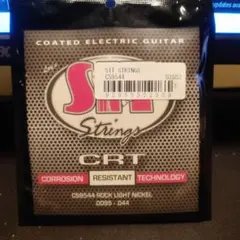 COATED ELECTRIC GUITAR
SIT STRINGS
CS9544
SIT
Strings
CRT
CORROSION RESISTANT TECHNOLOGY
CS9544 ROCK LIGHT NICKEL
.0095 - .044